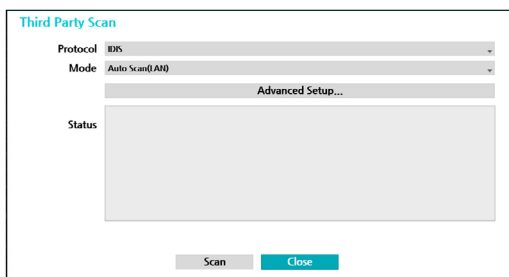 Third Party Scan
Protocol IDIS
Mode Auto Scan(LAN)
Advanced Setup...
Status
Scan Close